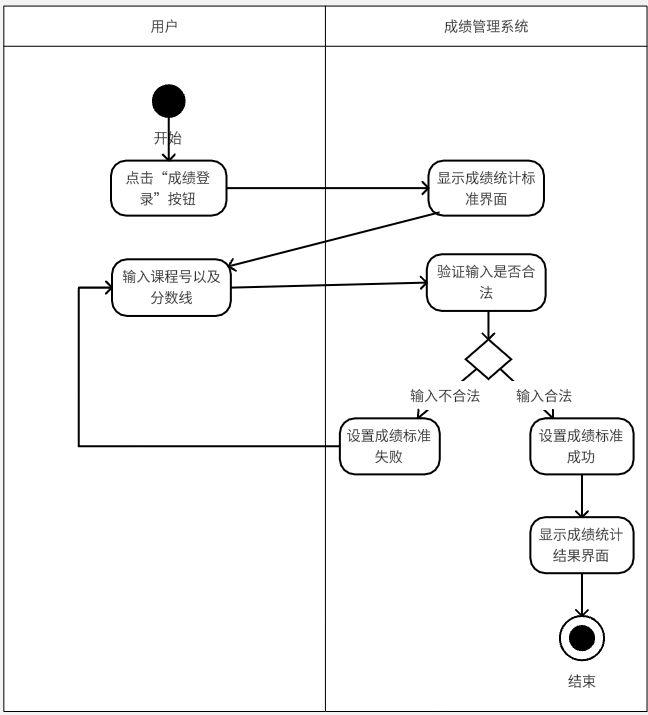 用户
成绩管理系统
开始
点击“成绩登
录”按钮
显示成绩统计标
准界面
输入课程号以及
分数线
验证输入是否合
法
输入不合法
输入合法
设置成绩标准
失败
设置成绩标准
成功
显示成绩统计
结果界面
结束